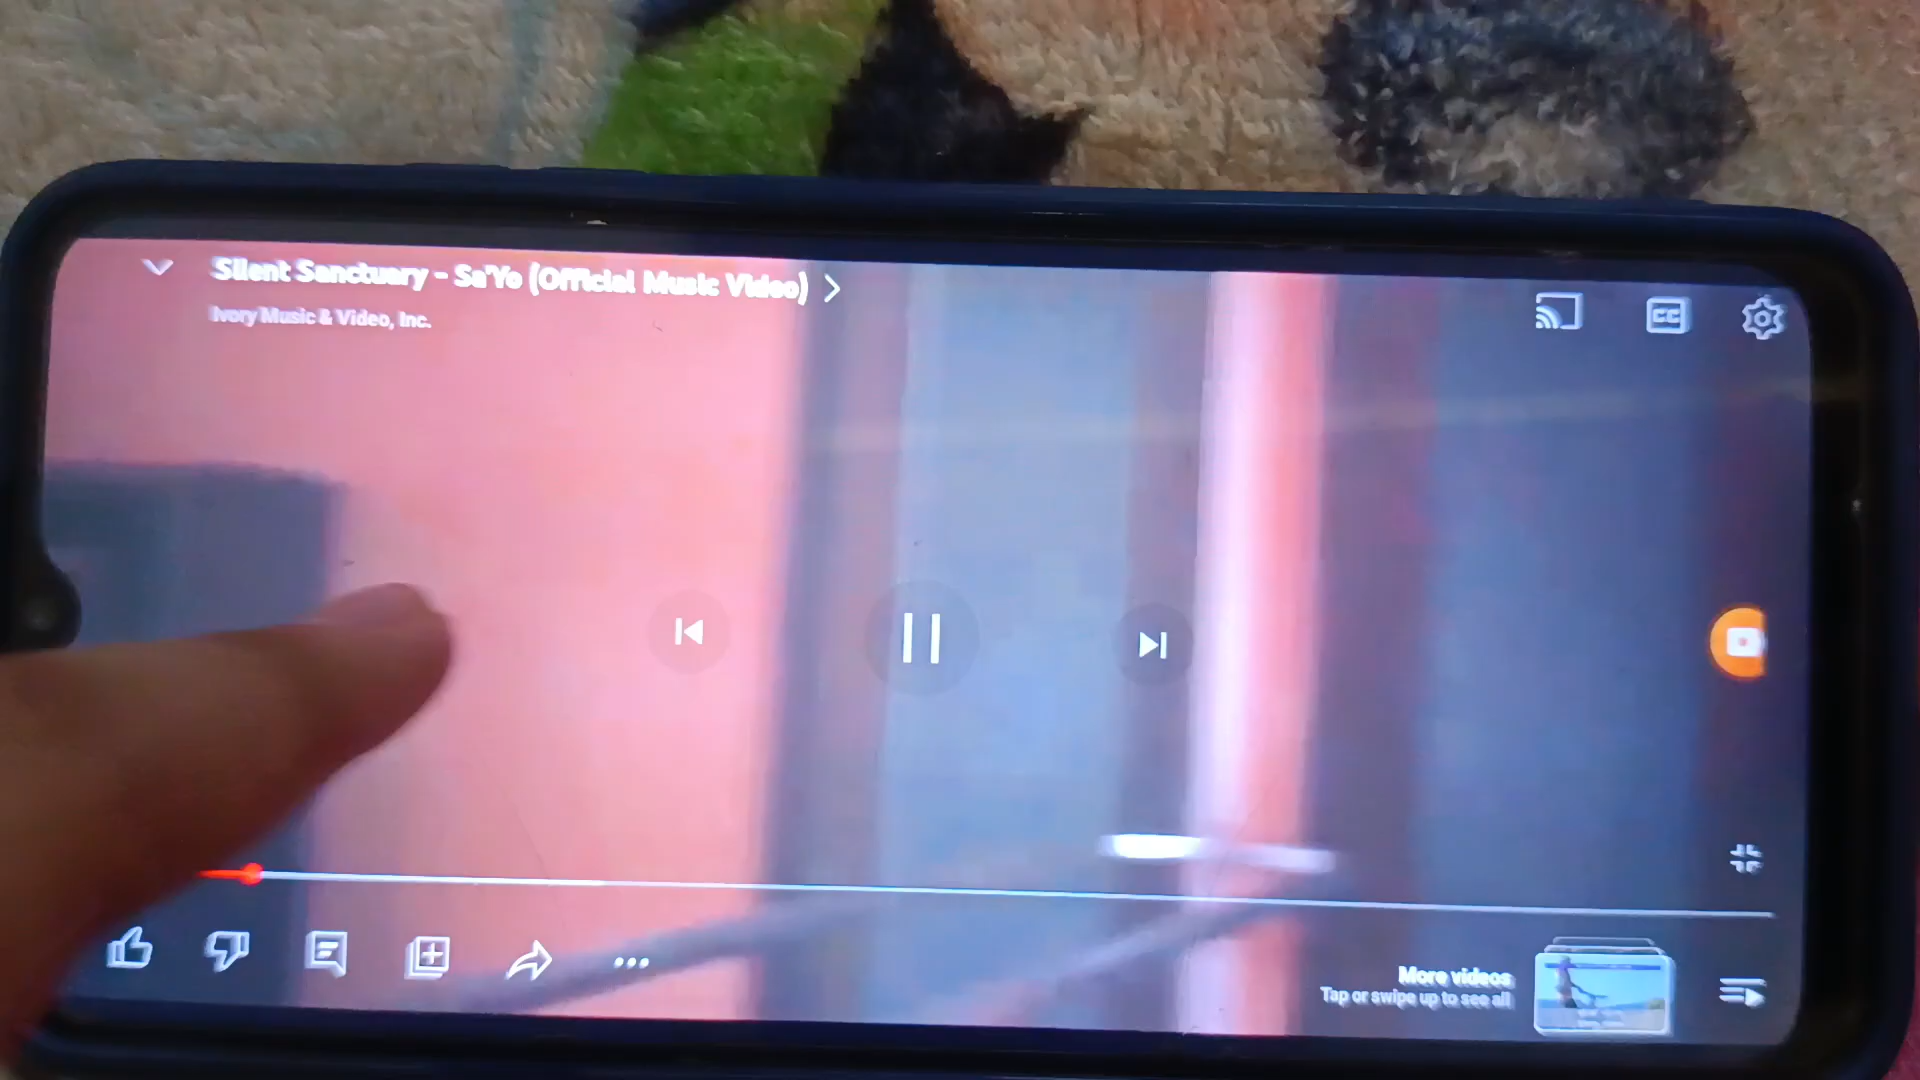 Silent Sanctuary - Sa'Yo (Official Music Video)
Ivory Music & Video, Inc.
CC
More videos
Tap or swipe up to see all